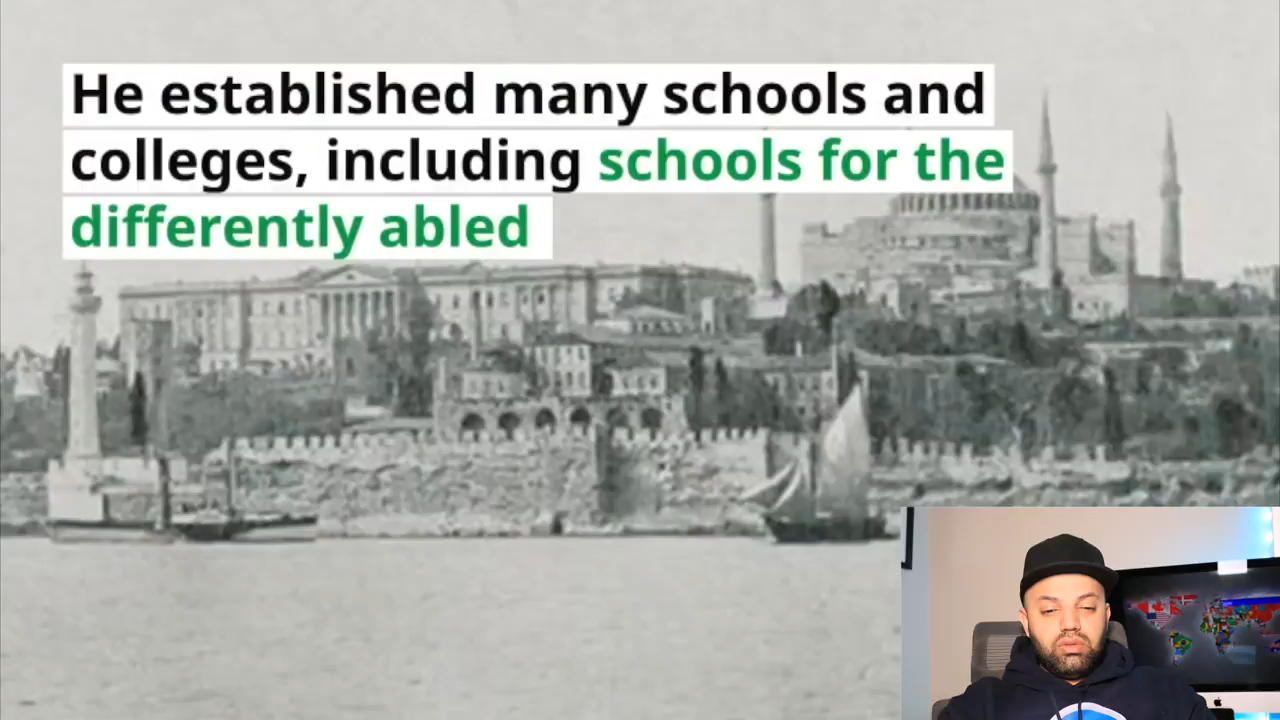 He established many schools and
colleges, including schools for the
differently abled